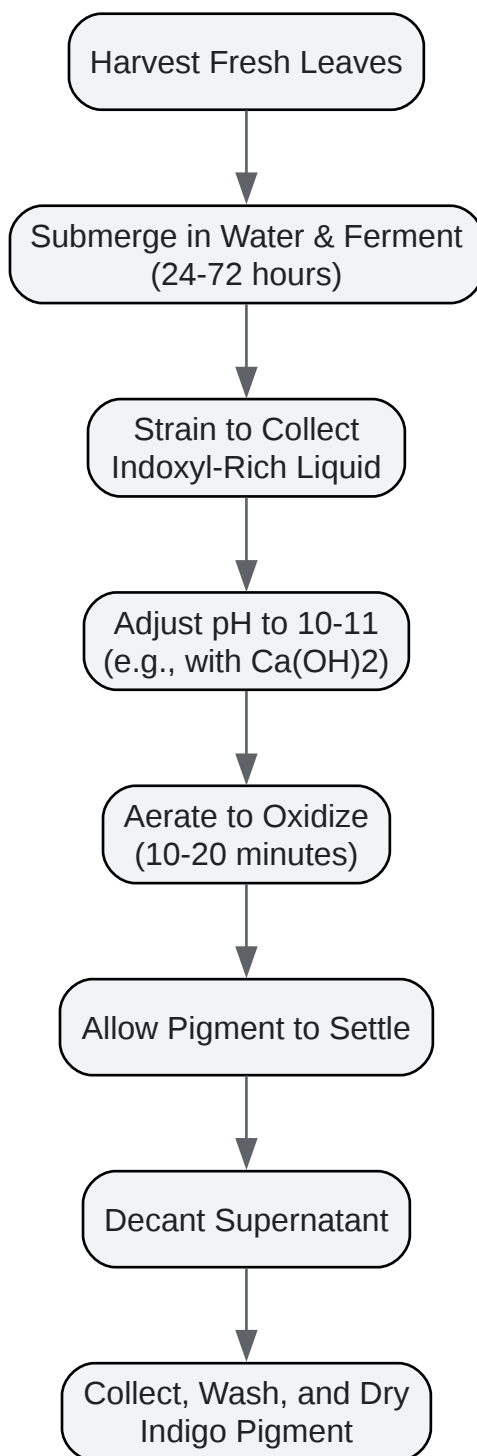 Harvest Fresh Leaves
Submerge in Water & Ferment
(24-72 hours)
Strain to Collect
Indoxyl-Rich Liquid
Adjust pH to 10-11
(e.g., with Ca(OH)2)
Aerate to Oxidize
(10-20 minutes)
Allow Pigment to Settle
Decant Supernatant
Collect, Wash, and Dry
Indigo Pigment